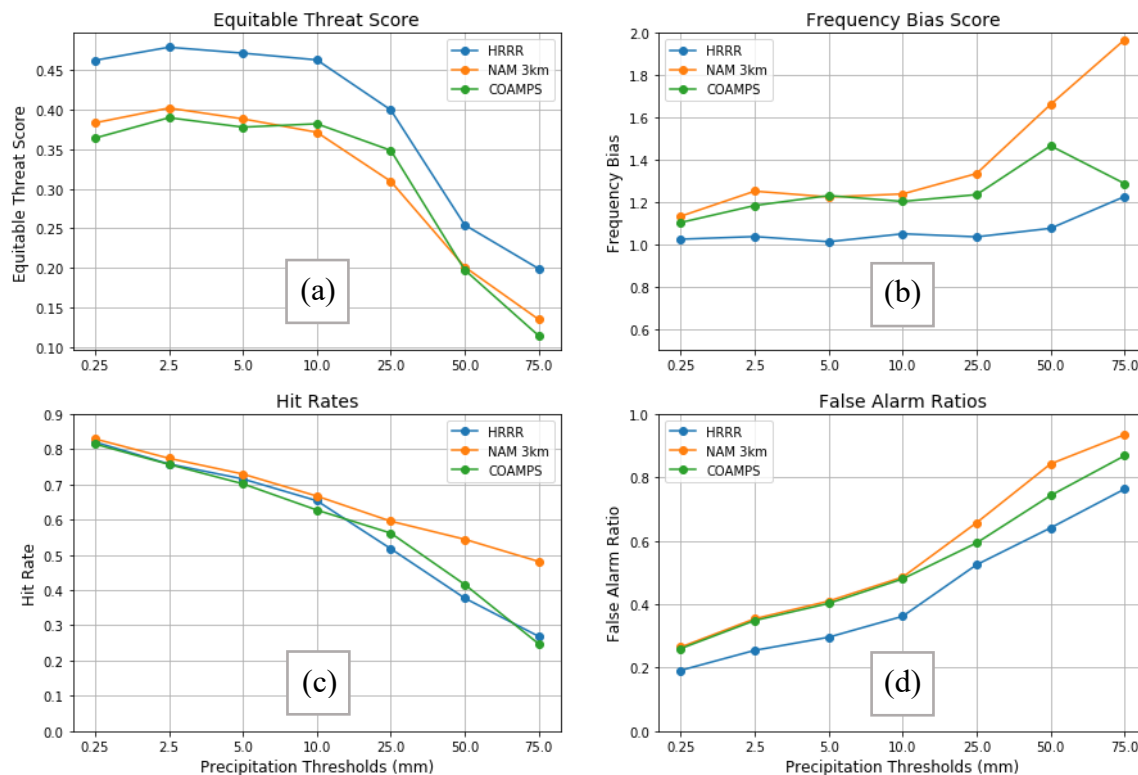 Equitable Threat Score
Equitable Threat Score
0.45
0.40
0.35
0.30
0.25
0.20
0.15
0.10
HRRR
NAM 3km
COAMPS
(a)
0.25 2.5 5.0 10.0 25.0 50.0 75.0
Frequency Bias Score
Frequency Bias
2.0
1.8
1.6
1.4
1.2
1.0
0.8
0.6
HRRR
NAM 3km
COAMPS
(b)
0.25 2.5 5.0 10.0 25.0 50.0 75.0
Hit Rates
Hit Rate
0.9
0.8
0.7
0.6
0.5
0.4
0.3
0.2
0.1
0.0
HRRR
NAM 3km
COAMPS
(c)
0.25 2.5 5.0 10.0 25.0 50.0 75.0
Precipitation Thresholds (mm)
False Alarm Ratios
False Alarm Ratio
1.0
0.8
0.6
0.4
0.2
0.0
HRRR
NAM 3km
COAMPS
(d)
0.25 2.5 5.0 10.0 25.0 50.0 75.0
Precipitation Thresholds (mm)